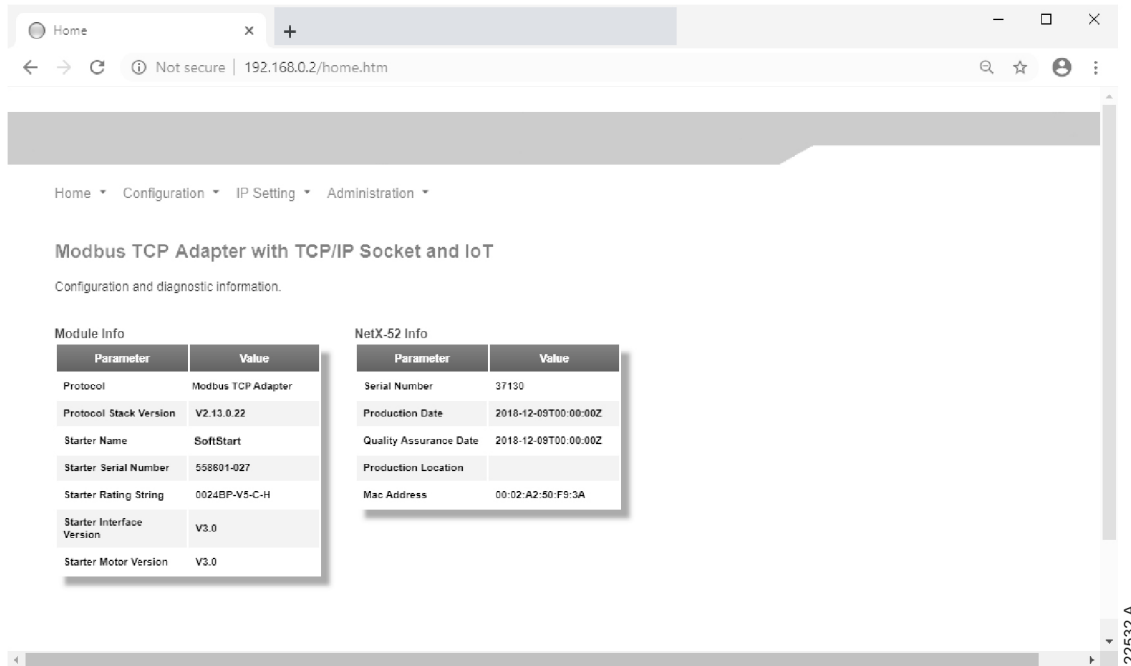 Home
Not secure | 192.168.0.2/home.htm
Home Configuration IP Setting Administration
Modbus TCP Adapter with TCP/IP Socket and IoT
Configuration and diagnostic information.
Module Info
Parameter Value
Protocol Modbus TCP Adapter
Protocol Stack Version V2.13.0.22
Starter Name SoftStart
Starter Serial Number 558601-027
Starter Rating String 0024BP-V5-C-H
Starter Interface
Version V3.0
Starter Motor Version V3.0
NetX-52 Info
Parameter Value
Serial Number 37130
Production Date 2018-12-09T00:00:00Z
Quality Assurance Date 2018-12-09T00:00:00Z
Production Location
Mac Address 00:02:A2:50:F9:3A
22532.A